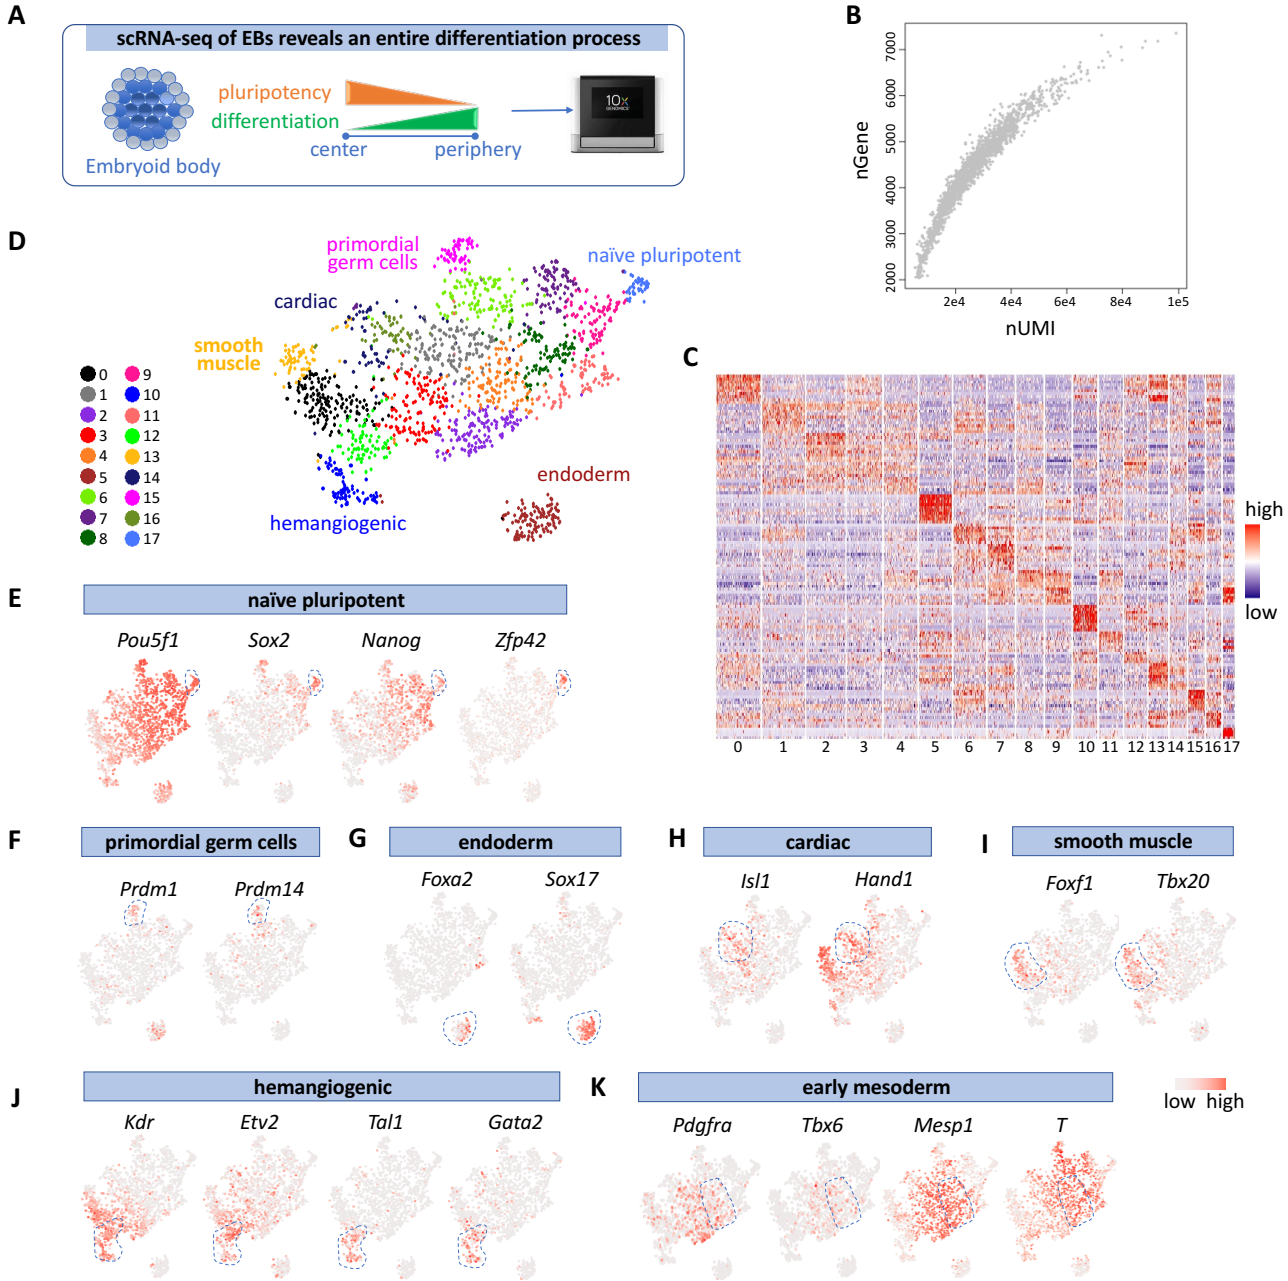 A
scRNA-seq of EBs reveals an entire differentiation process
pluripotency
differentiation
center
periphery
Embryoid body
10x
GENOMICS
B
nGene
7000
6000
5000
4000
3000
2000
2e4
4e4
6e4
8e4
1e5
nUMI
D
primordial
germ cells
naïve pluripotent
cardiac
smooth
muscle
endoderm
hemangiogenic
0
1
2
3
4
5
6
7
8
9
10
11
12
13
14
15
16
17
C
high
low
0 1 2 3 4 5 6 7 8 9 10 11 12 13 14 15 16 17
E
naïve pluripotent
Pou5f1
Sox2
Nanog
Zfp42
F
primordial germ cells
Prdm1
Prdm14
G
endoderm
Foxa2
Sox17
H
cardiac
Isl1
Hand1
I
smooth muscle
Foxf1
Tbx20
J
hemangiogenic
Kdr
Etv2
Tal1
Gata2
K
early mesoderm
Pdgfra
Tbx6
Mesp1
T
low high